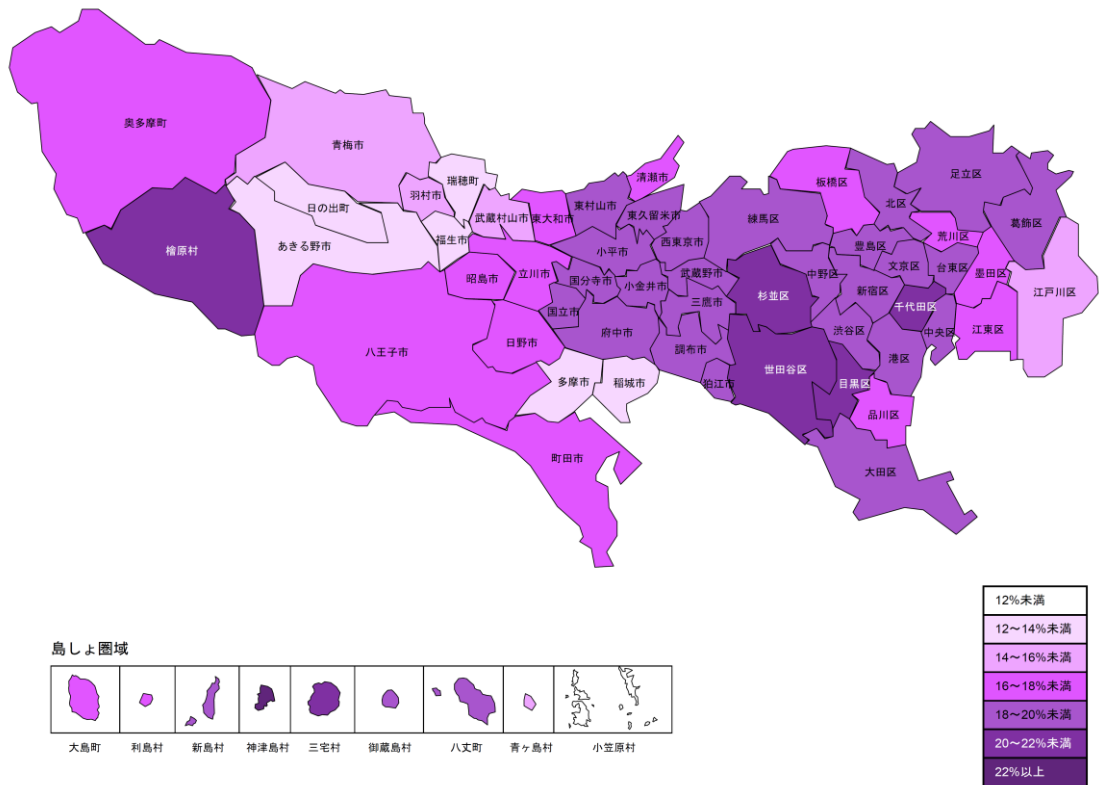 奥多摩町
青梅市
檜原村
日の出町
あきる野市
羽村市
瑞穂町
福生市
武蔵村山市
東大和市
昭島市
立川市
八王子市
日野市
多摩市
稲城市
町田市
清瀬市
東村山市
東久留米市
小平市
西東京市
国分寺市
小金井市
武蔵野市
国立市
府中市
三鷹市
調布市
狛江市
板橋区
練馬区
北区
足立区
葛飾区
荒川区
豊島区
文京区
台東区
墨田区
江戸川区
中野区
杉並区
新宿区
千代田区
中央区
江東区
渋谷区
港区
世田谷区
目黒区
品川区
大田区
島しょ圏域
大島町
利島村
新島村
神津島村
三宅村
御蔵島村
八丈町
青ヶ島村
小笠原村
12%未満
12〜14%未満
14〜16%未満
16〜18%未満
18〜20%未満
20〜22%未満
22%以上